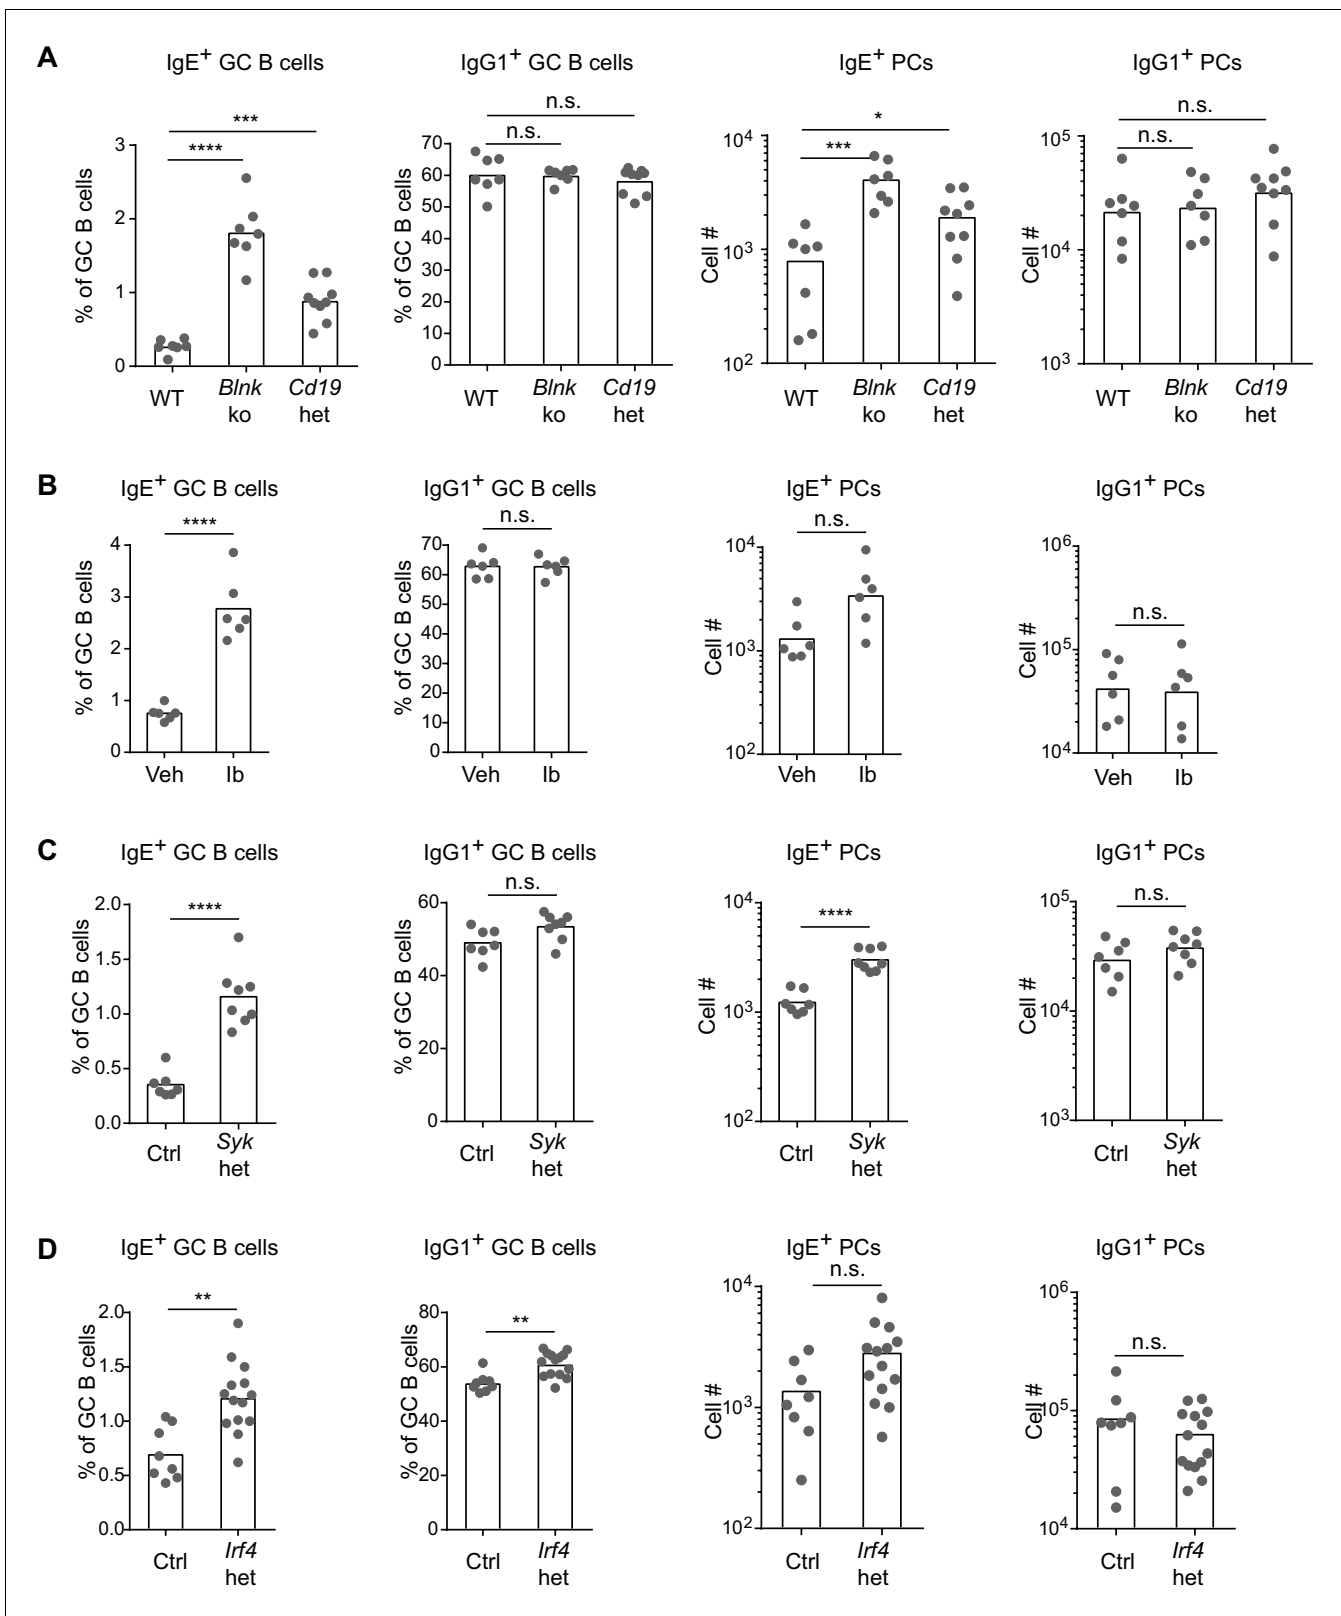 A
IgE+ GC B cells
% of GC B cells
3
2
1
0
****
***
WT
Blnk
ko
Cd19
het
IgG1+ GC B cells
% of GC B cells
70
60
50
40
30
20
10
0
n.s.
n.s.
WT
Blnk
ko
Cd19
het
IgE+ PCs
Cell #
10^4
10^3
10^2
*
***
WT
Blnk
ko
Cd19
het
IgG1+ PCs
Cell #
10^5
10^4
10^3
n.s.
n.s.
WT
Blnk
ko
Cd19
het
B
IgE+ GC B cells
% of GC B cells
4
3
2
1
0
****
Veh
Ib
IgG1+ GC B cells
% of GC B cells
70
60
50
40
30
20
10
0
n.s.
Veh
Ib
IgE+ PCs
Cell #
10^4
10^3
10^2
n.s.
Veh
Ib
IgG1+ PCs
Cell #
10^6
10^5
10^4
n.s.
Veh
Ib
C
IgE+ GC B cells
% of GC B cells
2.0
1.5
1.0
0.5
0.0
****
Ctrl
Syk
het
IgG1+ GC B cells
% of GC B cells
60
40
20
0
n.s.
Ctrl
Syk
het
IgE+ PCs
Cell #
10^4
10^3
10^2
****
Ctrl
Syk
het
IgG1+ PCs
Cell #
10^5
10^4
10^3
n.s.
Ctrl
Syk
het
D
IgE+ GC B cells
% of GC B cells
2.0
1.5
1.0
0.5
0.0
**
Ctrl
Irf4
het
IgG1+ GC B cells
% of GC B cells
80
60
40
20
0
**
Ctrl
Irf4
het
IgE+ PCs
Cell #
10^4
10^3
10^2
n.s.
Ctrl
Irf4
het
IgG1+ PCs
Cell #
10^6
10^5
10^4
n.s.
Ctrl
Irf4
het